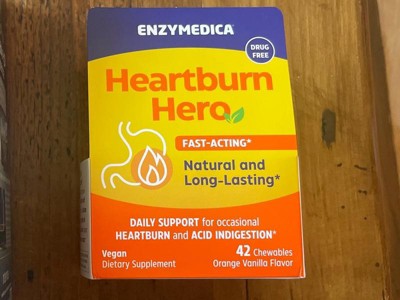 ENZYMEDICA
DRUG
FREE
Heartburn
Hero
FAST-ACTING*
Natural and
Long-Lasting*
DAILY SUPPORT for occasional
HEARTBURN and ACID INDIGESTION*
Vegan
Dietary Supplement
42 Chewables
Orange Vanilla Flavor